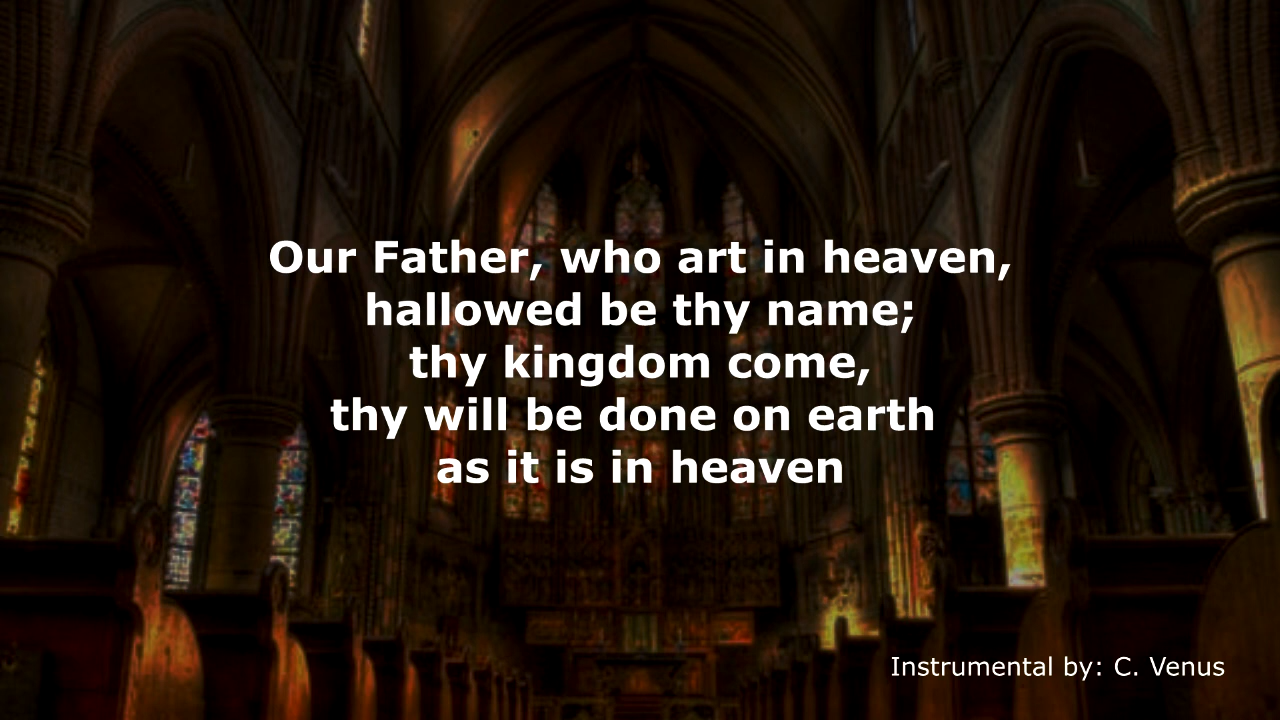 Our Father, who art in heaven,
hallowed be thy name;
thy kingdom come,
thy will be done on earth
as it is in heaven
Instrumental by: C. Venus